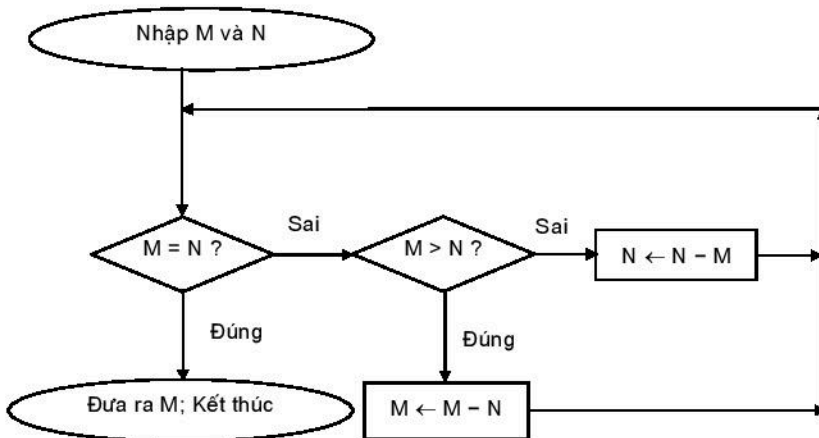 Nhập M và N
Sai
Sai
M = N ?
M > N ?
N ← N − M
Đúng
Đúng
Đưa ra M; Kết thúc
M ← M − N